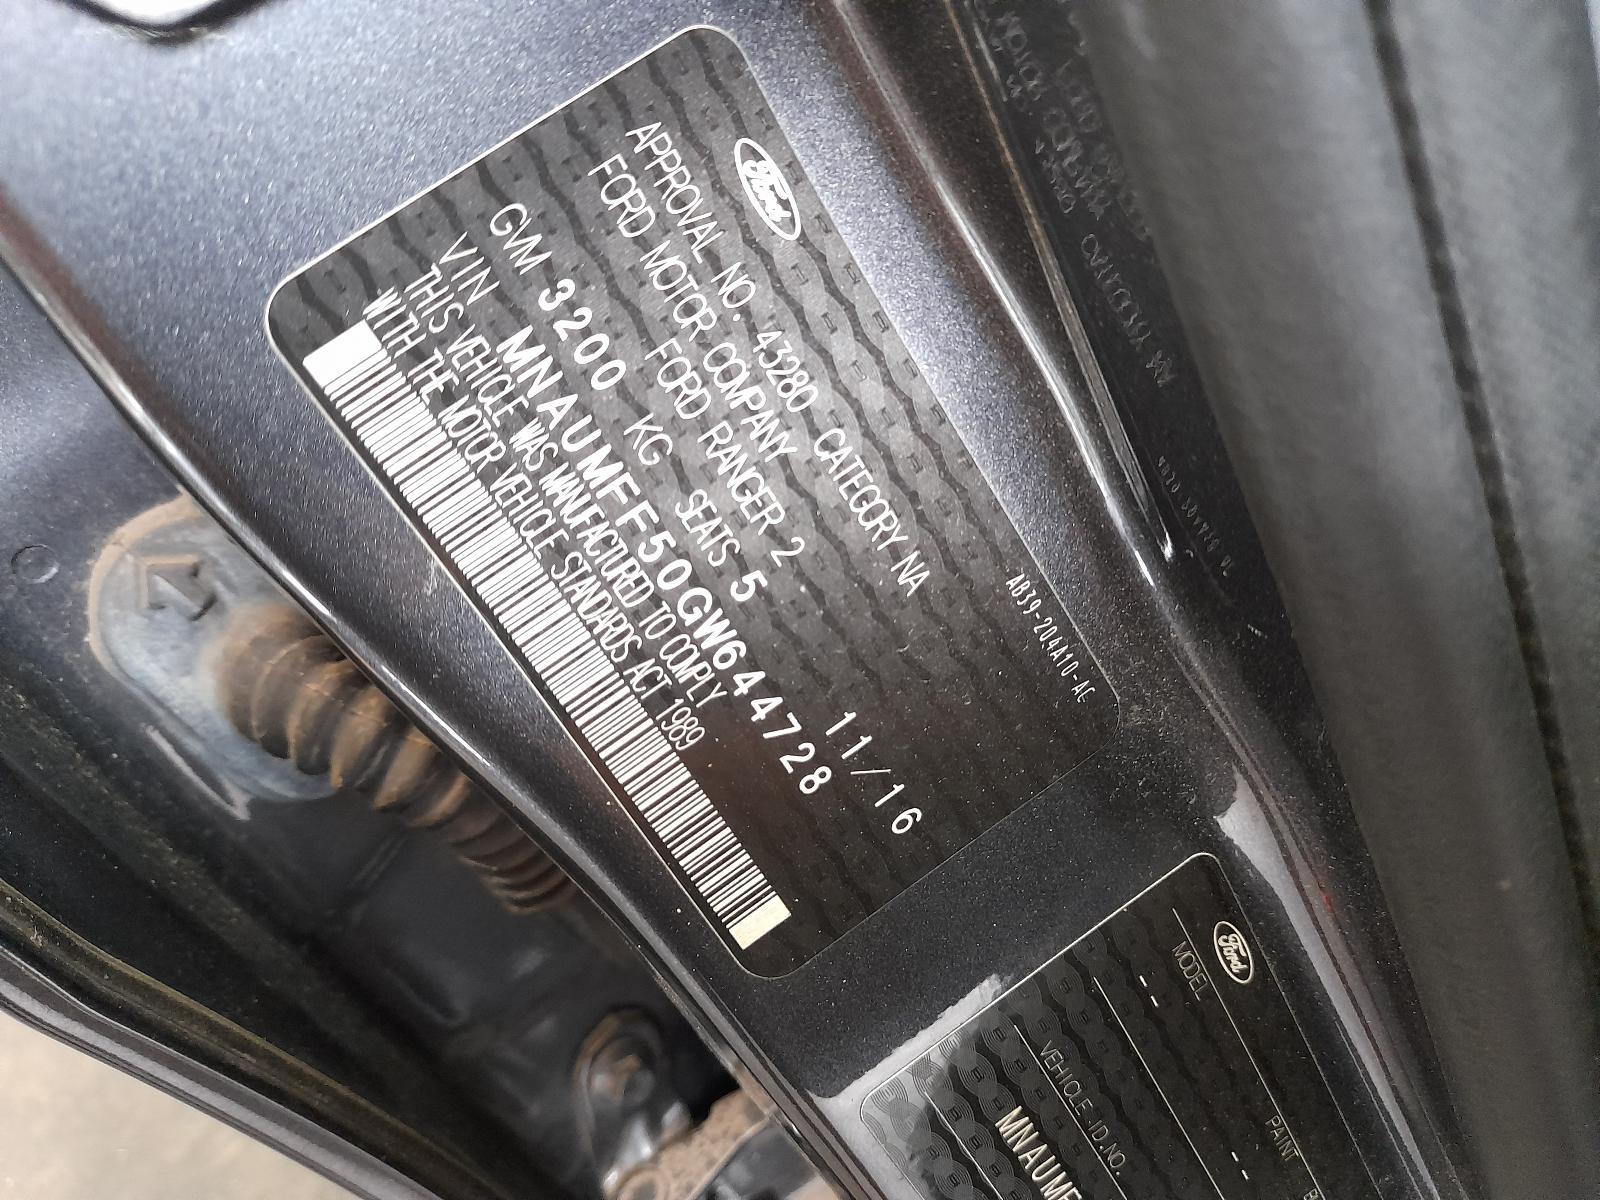 Ford
APPROVAL NO. 43280 CATEGORY NA
FORD MOTOR COMPANY 11/16
FORD RANGER 2
GVM 3200 KG SEATS 5
VIN MNAUMFF50GW644728
THIS VEHICLE WAS MANUFACTURED TO COMPLY
WITH THE MOTOR VEHICLE STANDARDS ACT 1989
AB39-204A10-AE
Ford
MODEL PAINT
-- --
VEHICLE-ID.NO.
MNAUMF